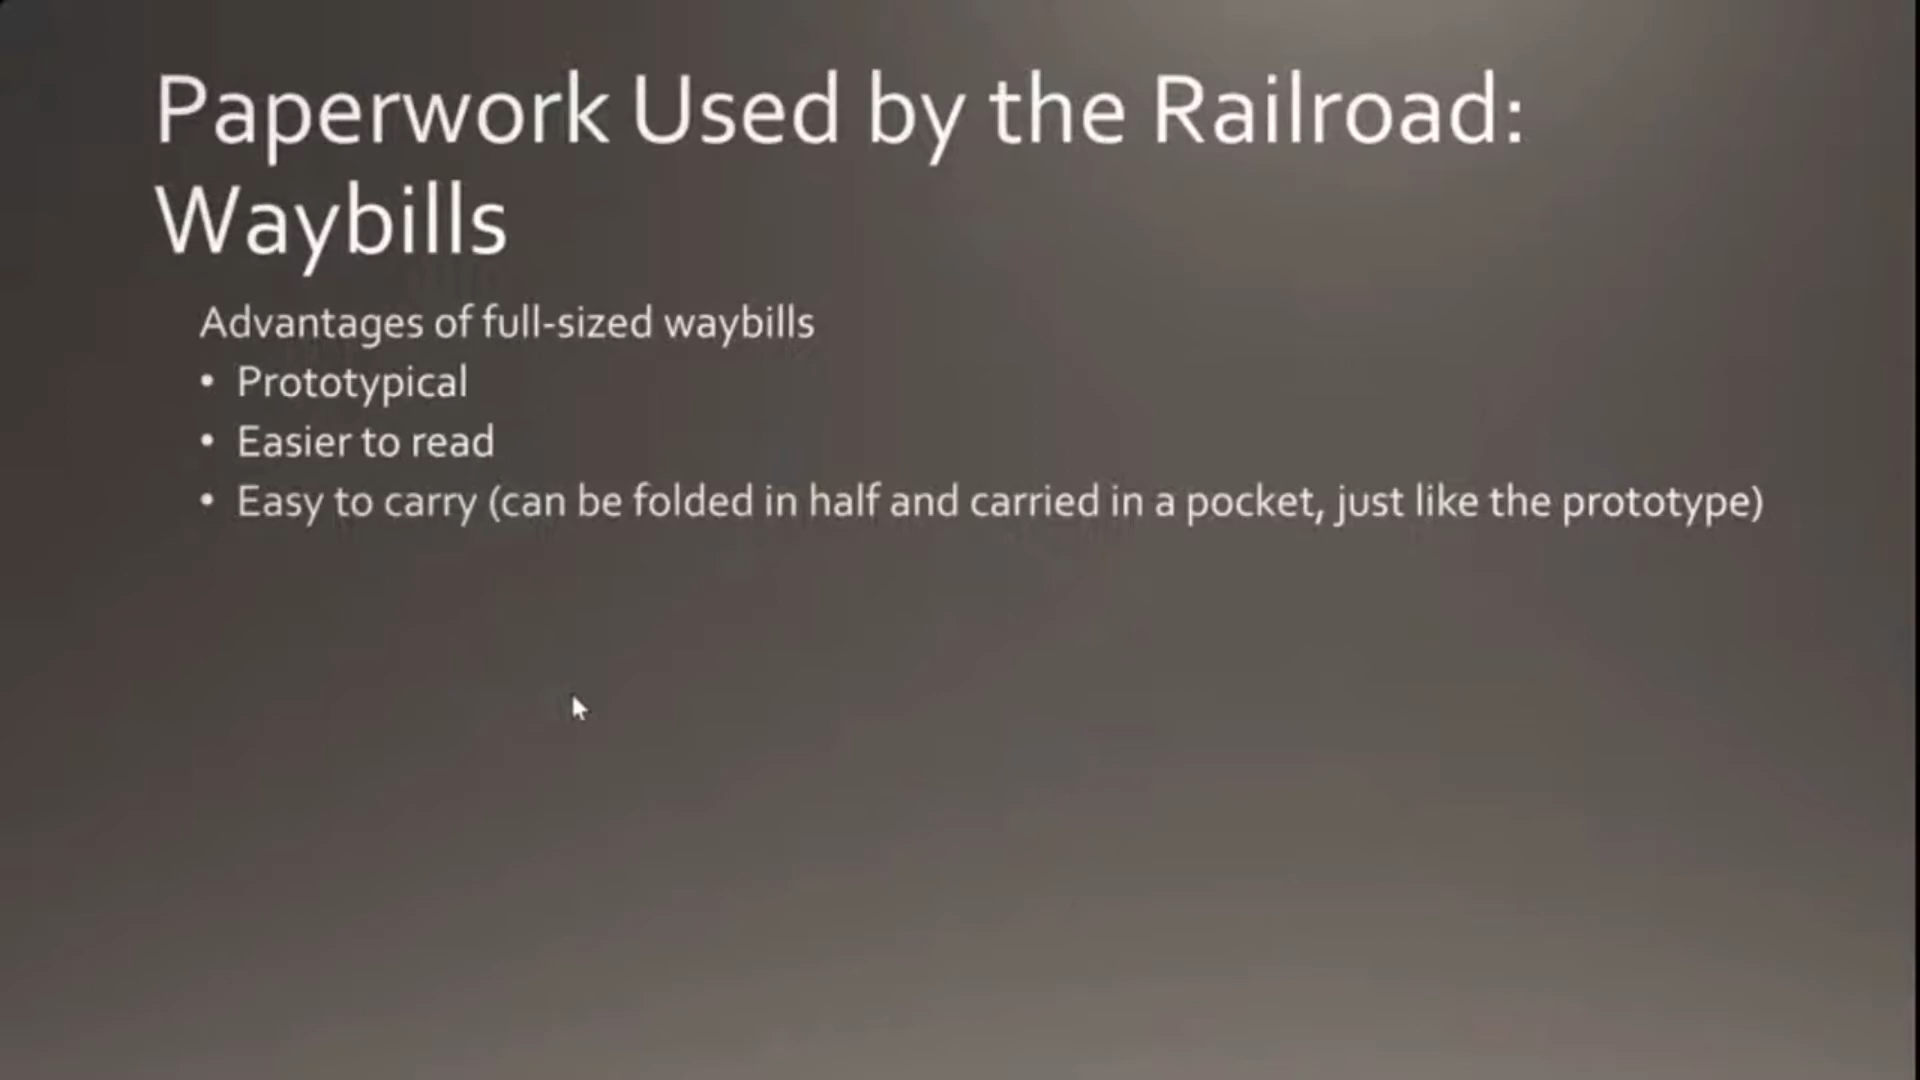 Paperwork Used by the Railroad:
Waybills
Advantages of full-sized waybills
• Prototypical
• Easier to read
• Easy to carry (can be folded in half and carried in a pocket, just like the prototype)